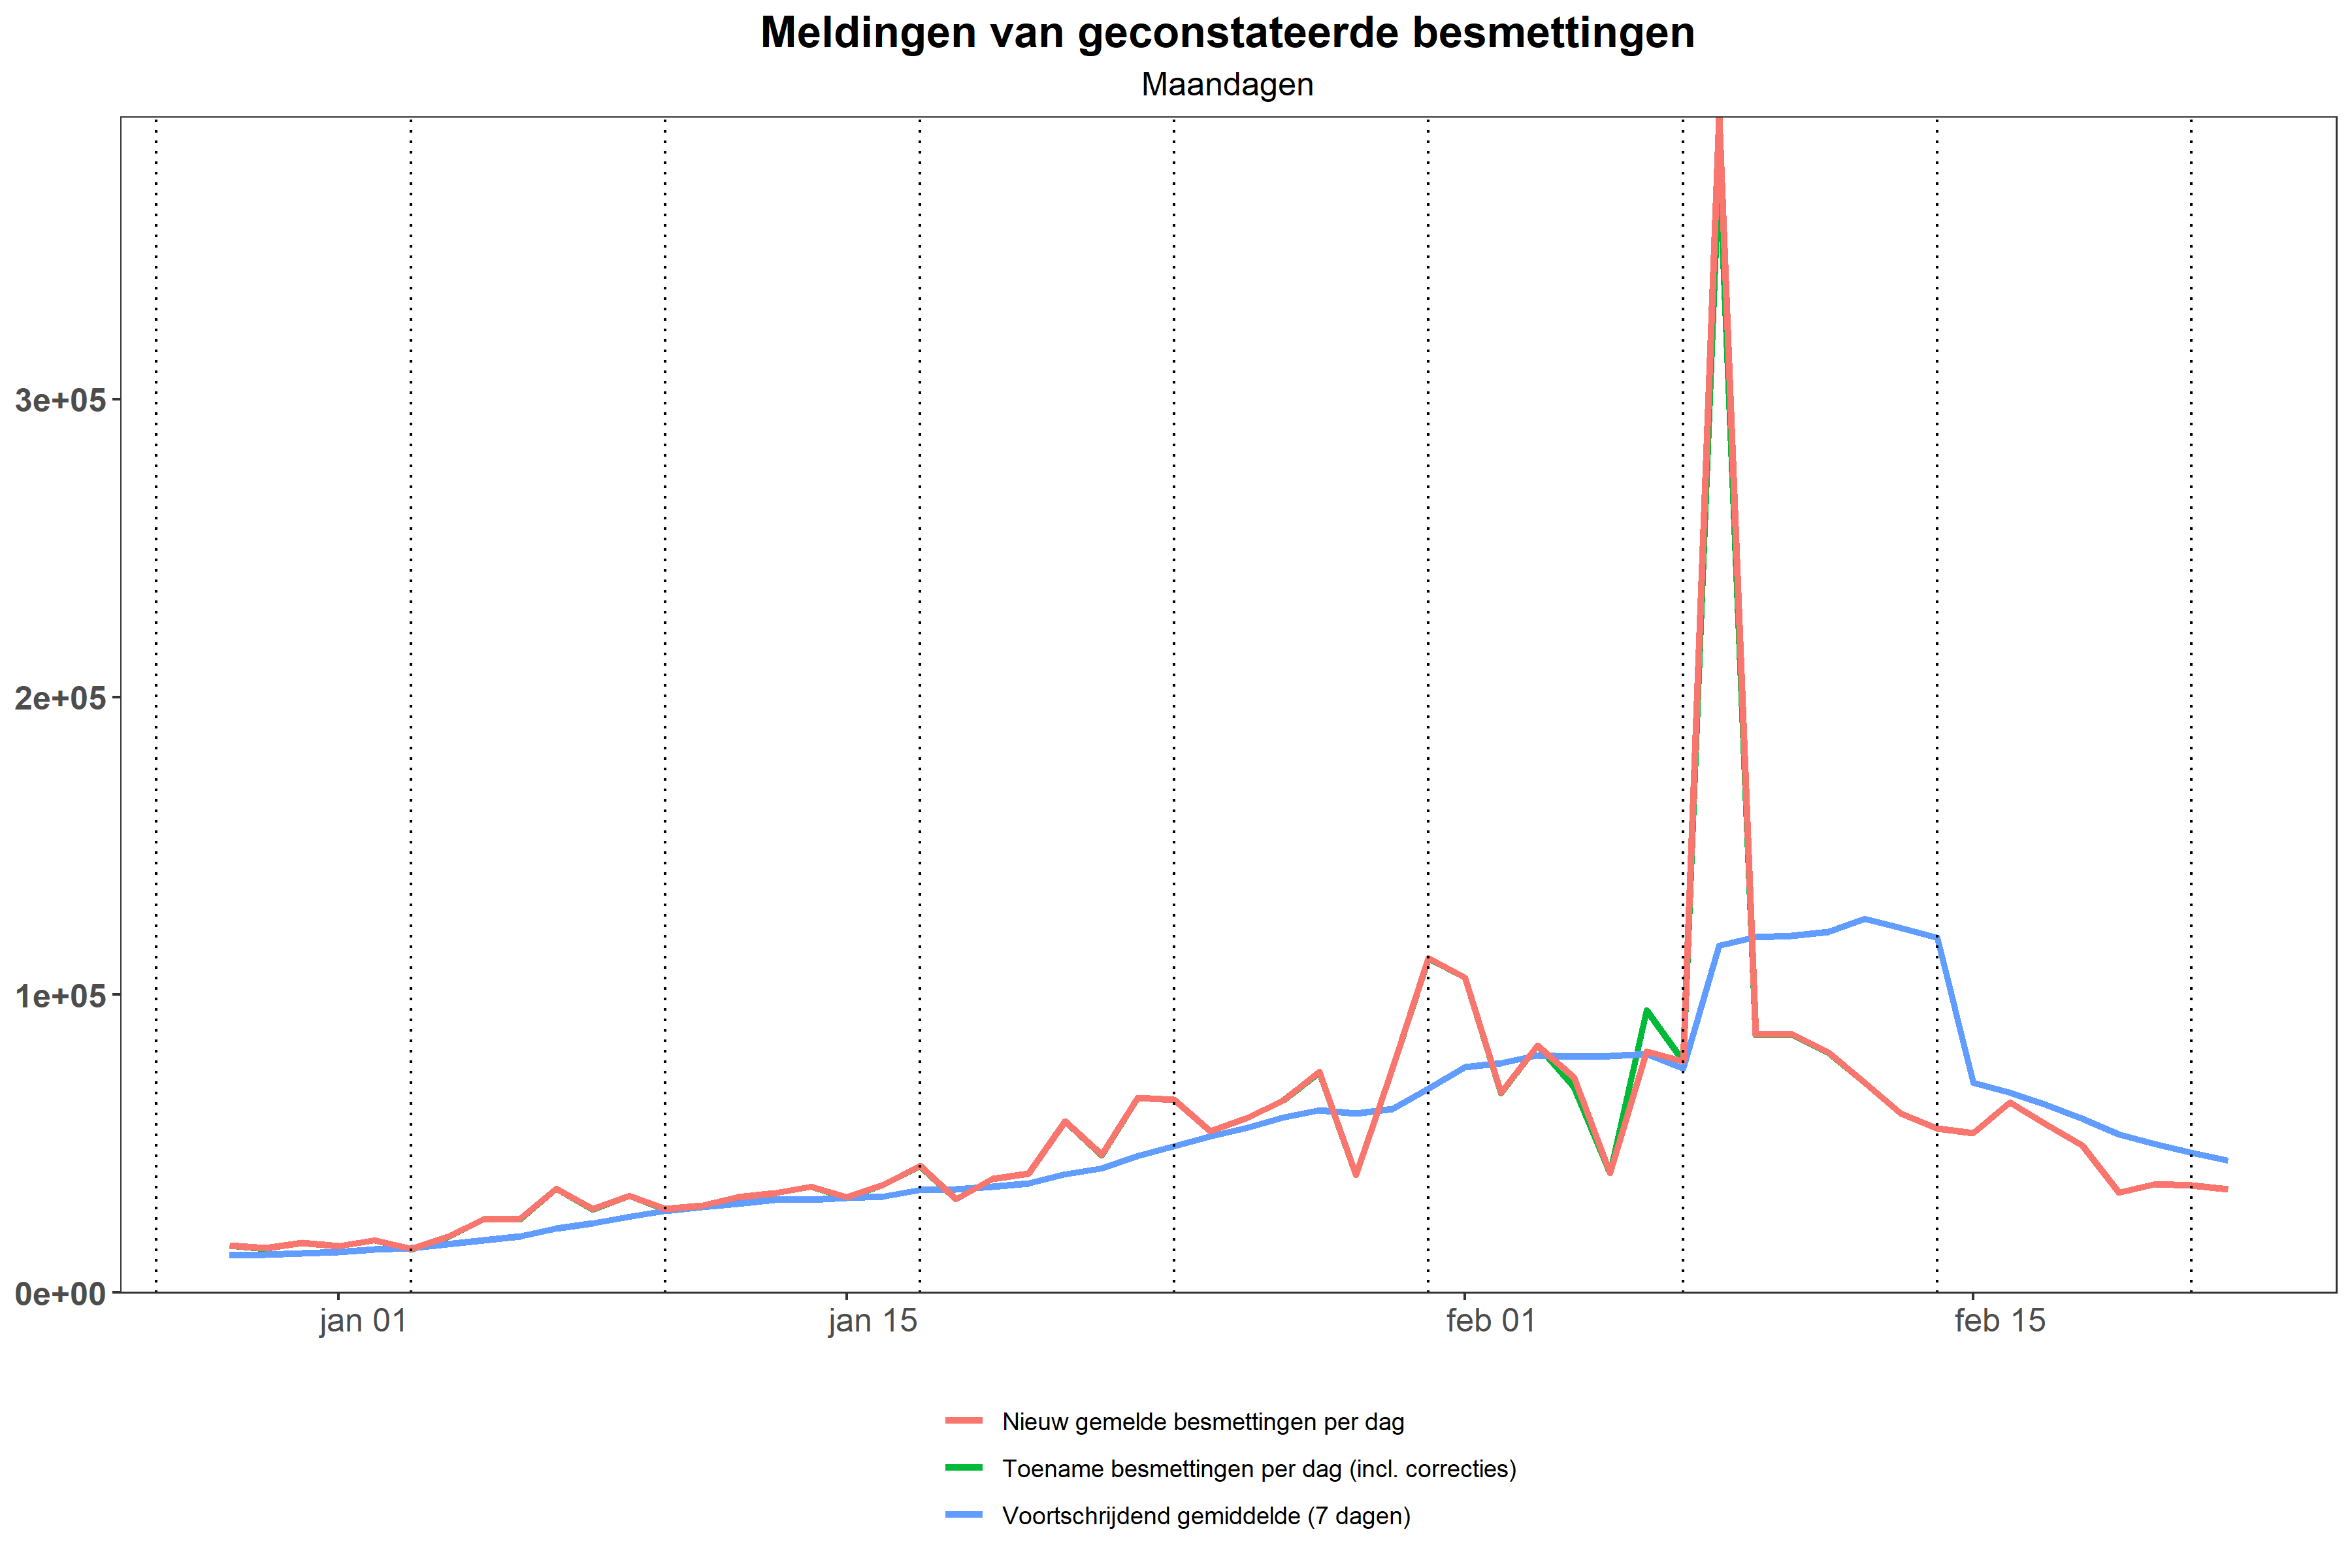 Meldingen van geconstateerde besmettingen
Maandagen
3e+05
2e+05
1e+05
0e+00
jan 01
jan 15
feb 01
feb 15
Nieuw gemelde besmettingen per dag
Toename besmettingen per dag (incl. correcties)
Voortschrijdend gemiddelde (7 dagen)